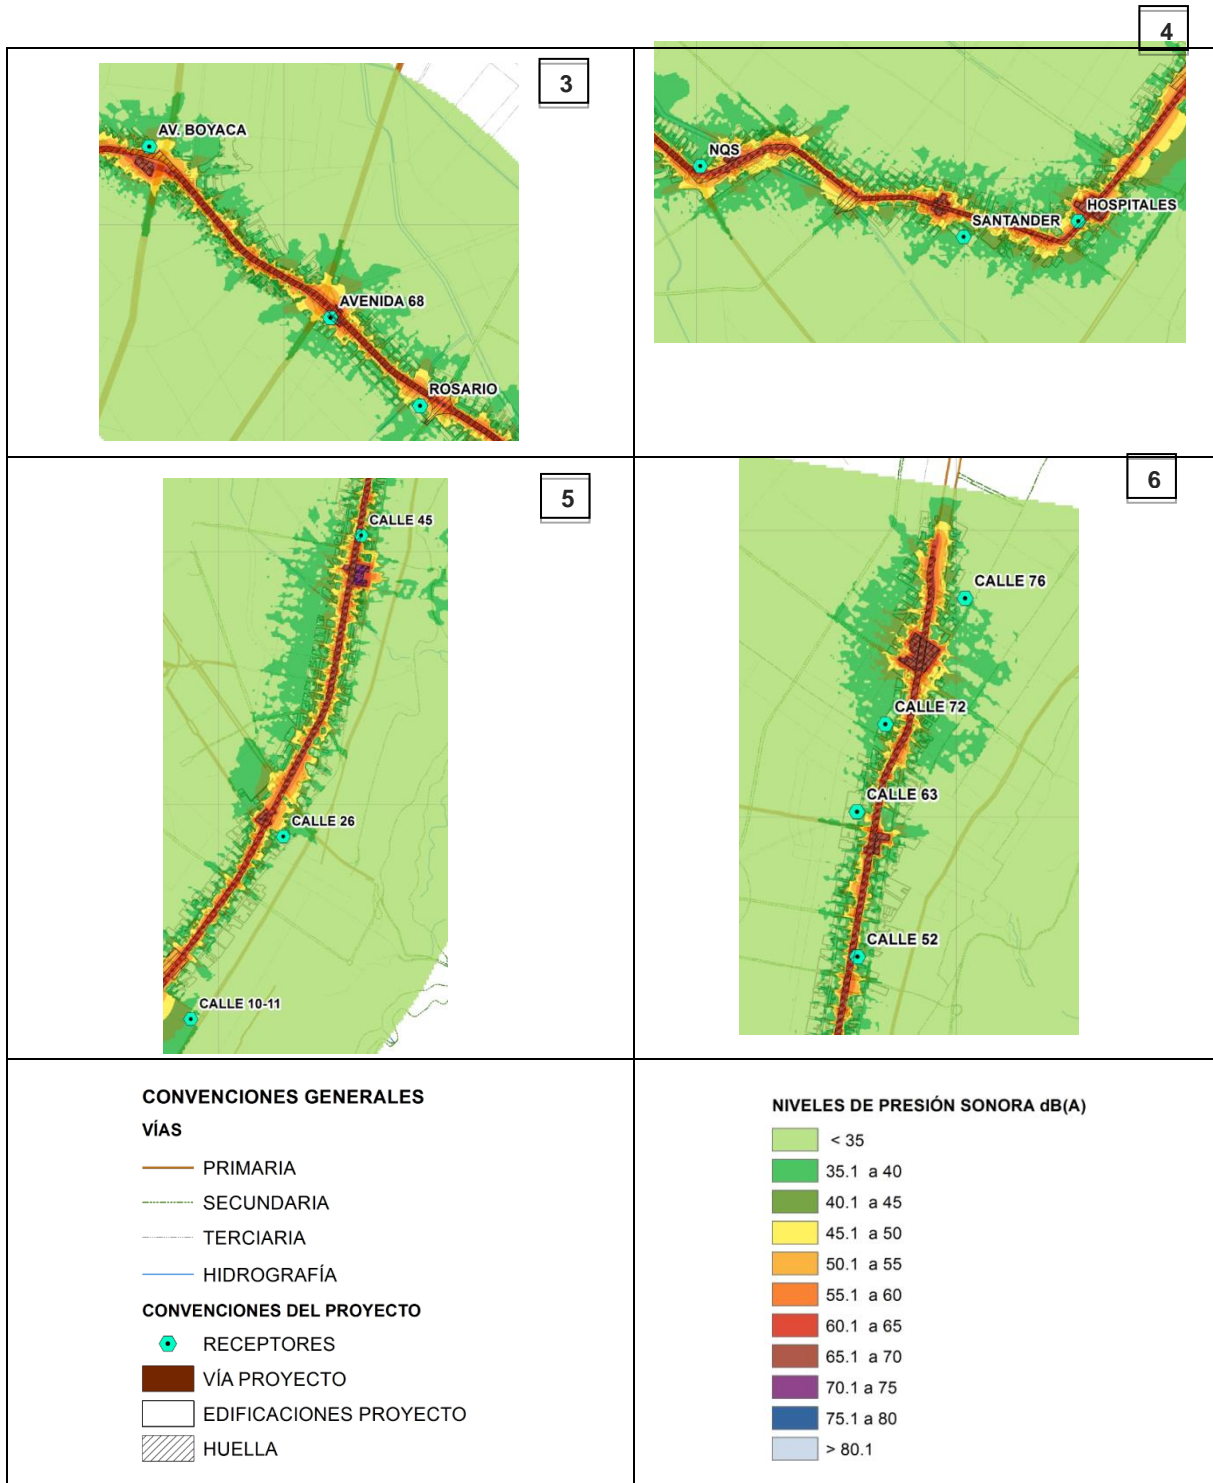 4
3
AV. BOYACA
AVENIDA 68
ROSARIO
NQS
SANTANDER
HOSPITALES
5
CALLE 45
CALLE 26
CALLE 10-11
6
CALLE 76
CALLE 72
CALLE 63
CALLE 52
CONVENCIONES GENERALES
VÍAS
PRIMARIA
SECUNDARIA
TERCIARIA
HIDROGRAFÍA
CONVENCIONES DEL PROYECTO
RECEPTORES
VÍA PROYECTO
EDIFICACIONES PROYECTO
HUELLA
NIVELES DE PRESIÓN SONORA dB(A)
< 35
35.1 a 40
40.1 a 45
45.1 a 50
50.1 a 55
55.1 a 60
60.1 a 65
65.1 a 70
70.1 a 75
75.1 a 80
> 80.1